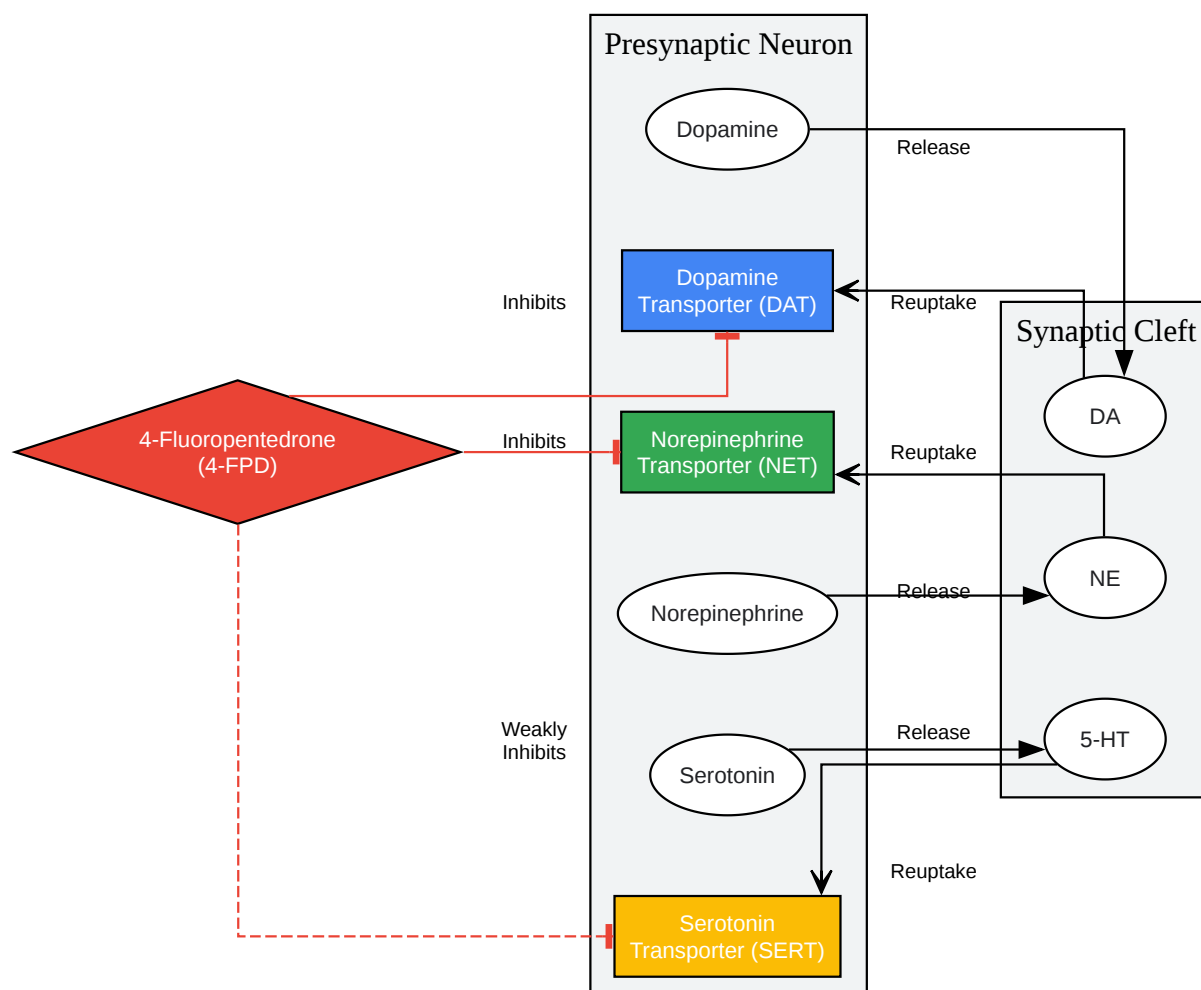 Presynaptic Neuron
Dopamine
Release
Dopamine
Transporter (DAT)
Inhibits
Reuptake
Synaptic Cleft
DA
4-Fluoropentedrone
(4-FPD)
Inhibits
Norepinephrine
Transporter (NET)
Reuptake
NE
Release
Norepinephrine
Weakly
Inhibits
Release
5-HT
Serotonin
Reuptake
Serotonin
Transporter (SERT)